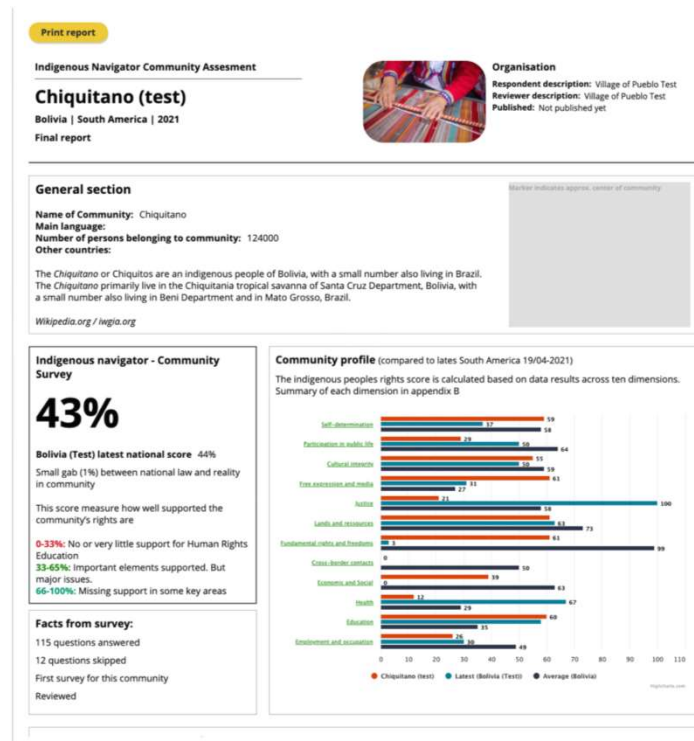 Print report
Indigenous Navigator Community Assesment
Chiquitano (test)
Bolivia | South America | 2021
Final report
Organisation
Respondent description: Village of Pueblo Test
Reviewer description: Village of Pueblo Test
Published: Not published yet
General section
Name of Community: Chiquitano
Main language:
Number of persons belonging to community: 124000
Other countries:
The Chiquitano or Chiquitos are an indigenous people of Bolivia, with a small number also living in Brazil.
The Chiquitano primarily live in the Chiquitania tropical savanna of Santa Cruz Department, Bolivia, with
a small number also living in Beni Department and in Mato Grosso, Brazil.
Wikipedia.org / iwgia.org
Marker indicates approx. center of community
Indigenous navigator - Community
Survey
43%
Bolivia (Test) latest national score 44%
Small gab (1%) between national law and reality
in community
This score measure how well supported the
community's rights are
0-33%: No or very little support for Human Rights
Education
33-65%: Important elements supported. But
major issues.
66-100%: Missing support in some key areas
Facts from survey:
115 questions answered
12 questions skipped
First survey for this community
Reviewed
Community profile (compared to lates South America 19/04-2021)
The indigenous peoples rights score is calculated based on data results across ten dimensions.
Summary of each dimension in appendix B
Self-determination
59
37
58
Participation in public life
29
50
64
Cultural integrity
55
50
59
Free expression and media
61
31
27
Justice
21
100
58
Lands and ressources
63
73
Fundamental rights and freedoms
61
3
99
Cross-border contacts
0
50
Economic and Social
39
0
63
Health
12
67
29
Education
60
35
Employment and occupation
26
30
49
0 10 20 30 40 50 60 70 80 90 100 110
Chiquitano (test) Latest (Bolivia (Test)) Average (Bolivia)
Highcharts.com